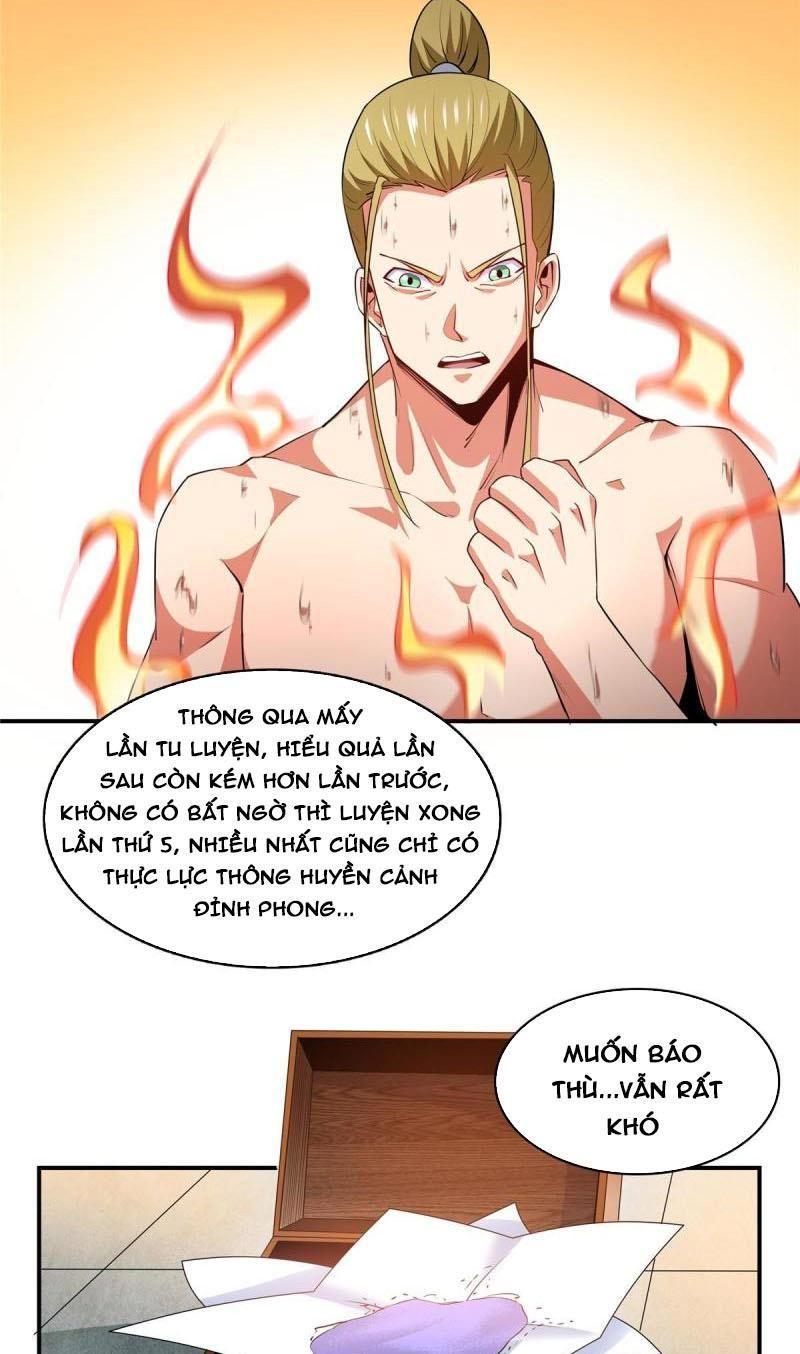 THÔNG QUA MẤY
LẦN TU LUYỆN, HIỂU QUẢ LẦN
SAU CÒN KÉM HƠN LẦN TRƯỚC,
KHÔNG CÓ BẤT NGỜ THÌ LUYỆN XONG
LẦN THỨ 5, NHIỀU NHẤT CŨNG CHỈ CÓ
THỰC LỰC THÔNG HUYỀN CẢNH
ĐỈNH PHONG...
MUỐN BÁO
THÙ...VẪN RẤT
KHÓ